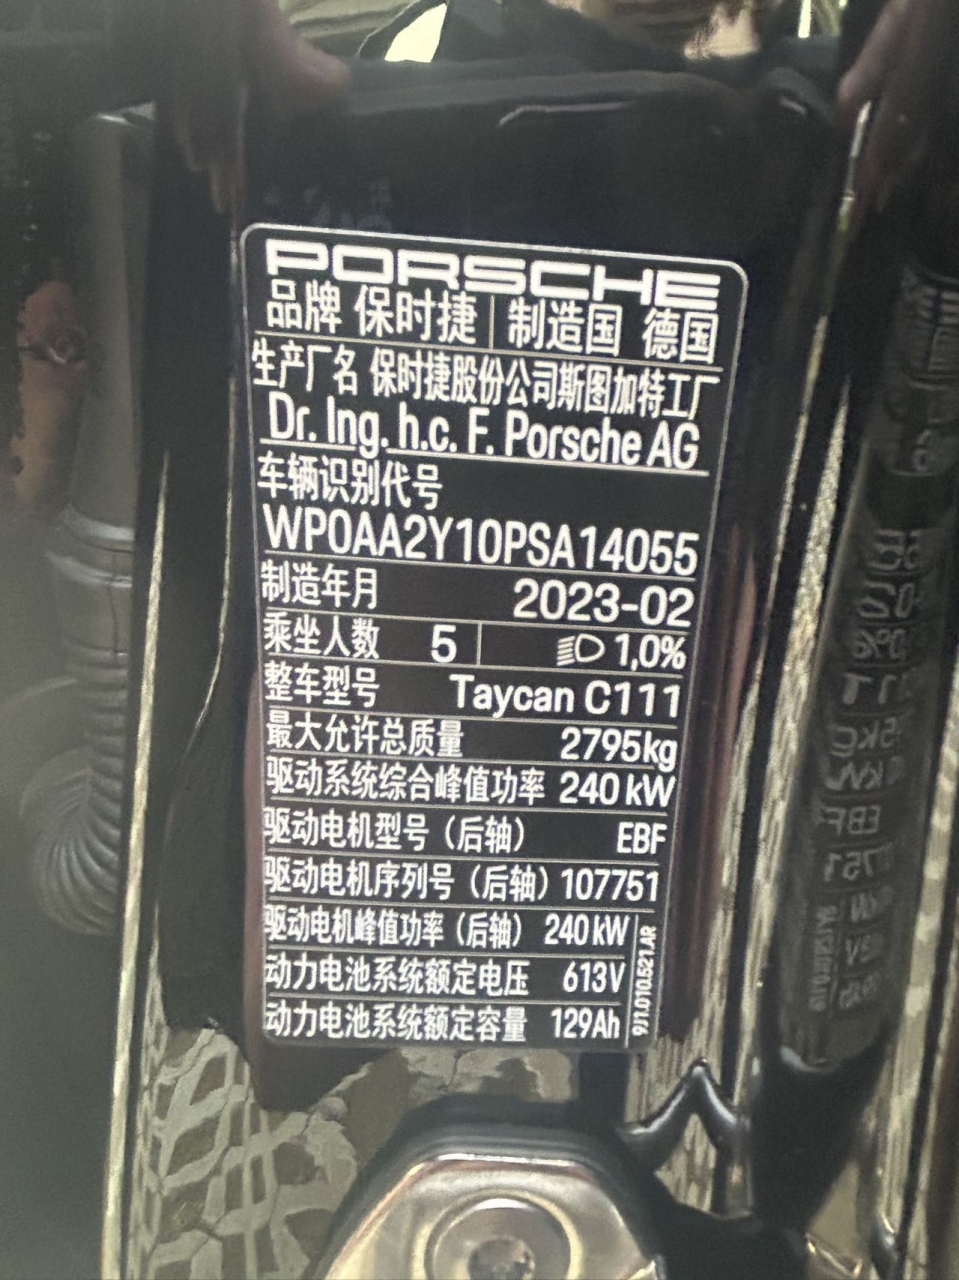 PORSCHE
品牌 保时捷 制造国 德国
生产厂名 保时捷股份公司斯图加特工厂
Dr. Ing. h.c. F. Porsche AG
车辆识别代号
WP0AA2Y10PSA14055
制造年月 2023-02
乘坐人数 5 1,0%
整车型号 Taycan C111
最大允许总质量 2795kg
驱动系统综合峰值功率 240 kW
驱动电机型号（后轴） EBF
驱动电机序列号（后轴） 107751
驱动电机峰值功率（后轴） 240 kW
动力电池系统额定电压 613V
动力电池系统额定容量 129Ah
9J1.010.521.AR